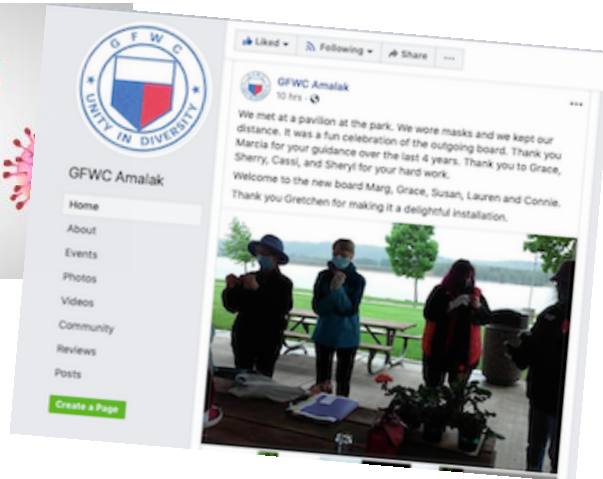 GFWC
UNITY IN DIVERSITY
GFWC Amalak
Home
About
Events
Photos
Videos
Community
Reviews
Posts
Create a Page
Liked
Following
Share
GFWC Amalak
10 hrs
We met at a pavilion at the park. We wore masks and we kept our
distance. It was a fun celebration of the outgoing board. Thank you
Marcia for your guidance over the last 4 years. Thank you to Grace,
Sherry, Cassi, and Sheryl for your hard work.
Welcome to the new board Marg, Grace, Susan, Lauren and Connie.
Thank you Gretchen for making it a delightful installation.